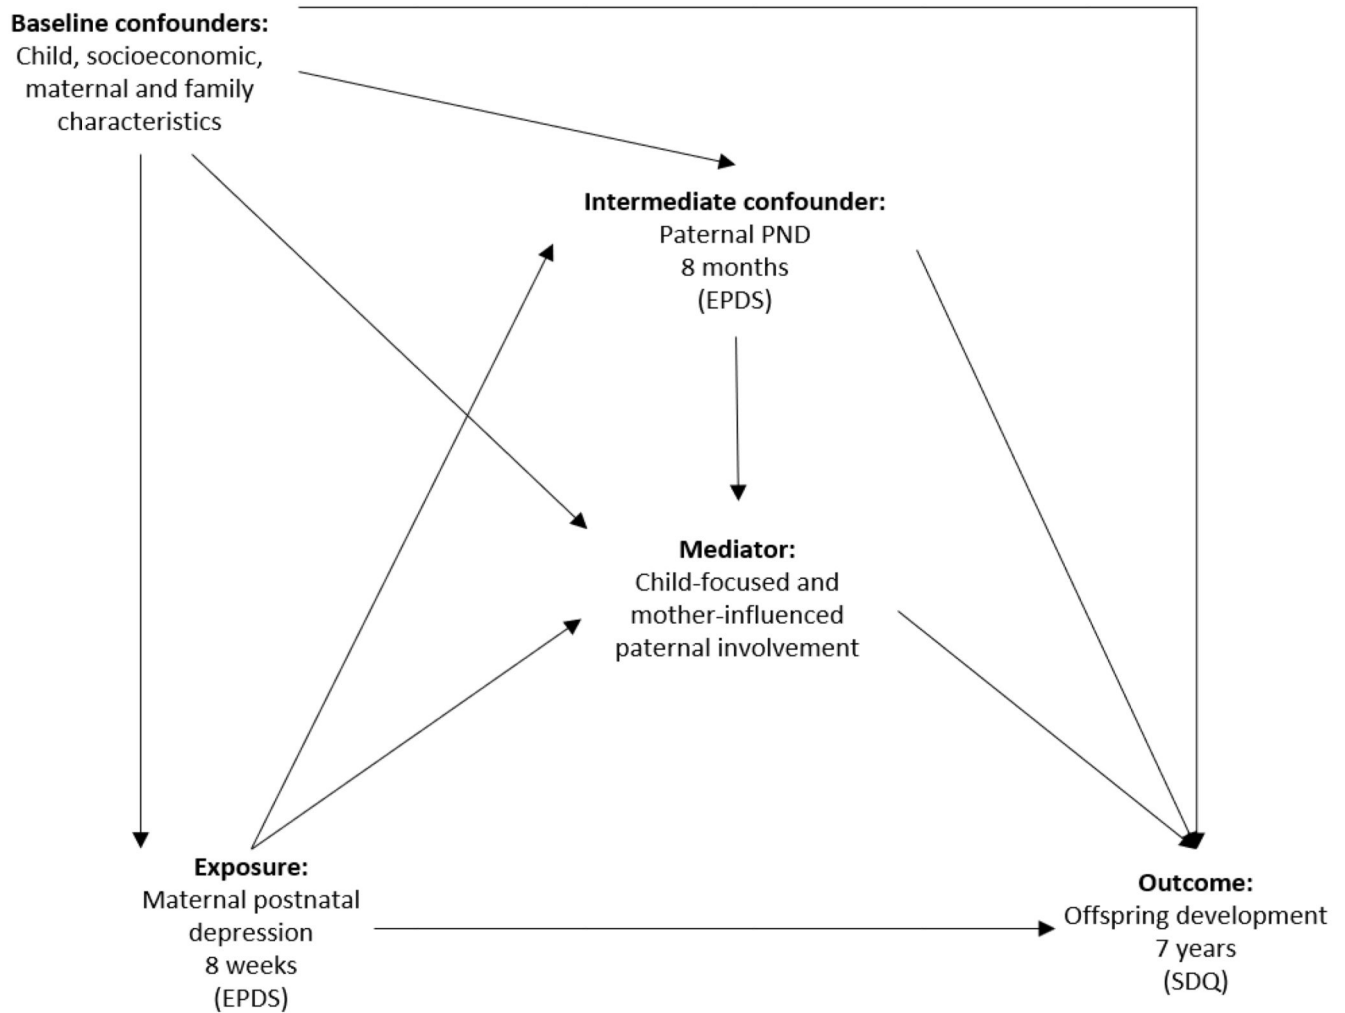 Baseline confounders:
Child, socioeconomic,
maternal and family
characteristics
Intermediate confounder:
Paternal PND
8 months
(EPDS)
Mediator:
Child-focused and
mother-influenced
paternal involvement
Exposure:
Maternal postnatal
depression
8 weeks
(EPDS)
Outcome:
Offspring development
7 years
(SDQ)